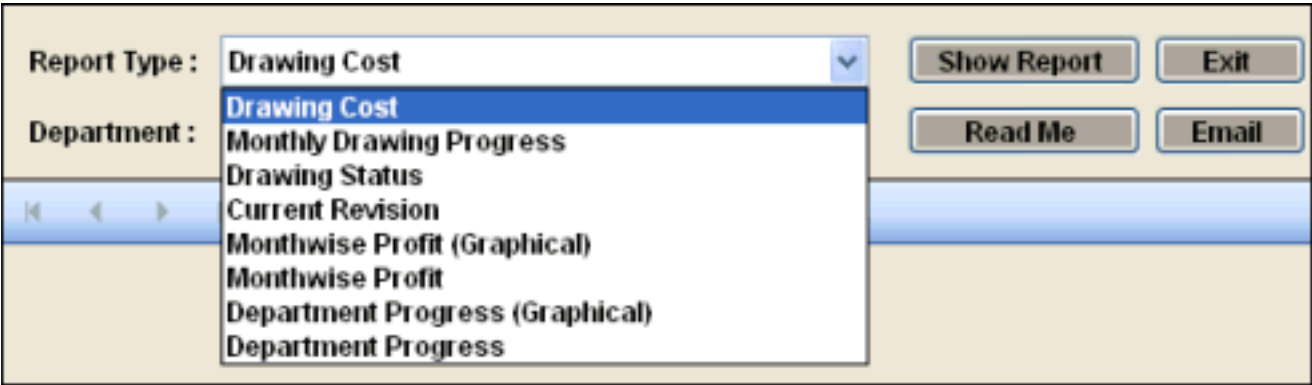 Report Type : Drawing Cost Show Report Exit
Drawing Cost
Department : Read Me Email
Monthly Drawing Progress
Drawing Status
Current Revision
Monthwise Profit (Graphical)
Monthwise Profit
Department Progress (Graphical)
Department Progress